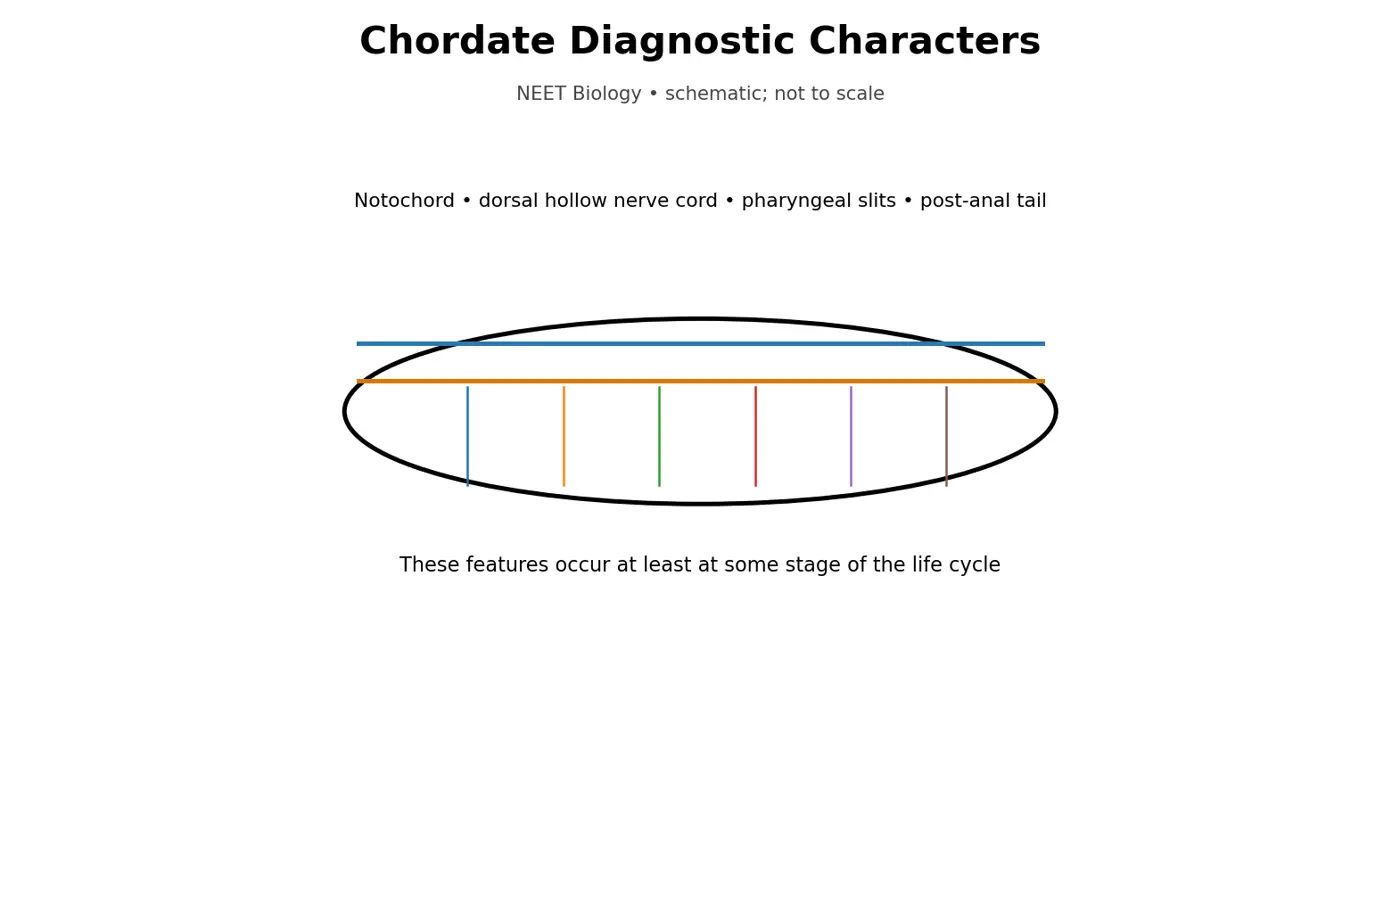 Chordate Diagnostic Characters
NEET Biology • schematic; not to scale
Notochord • dorsal hollow nerve cord • pharyngeal slits • post-anal tail
These features occur at least at some stage of the life cycle